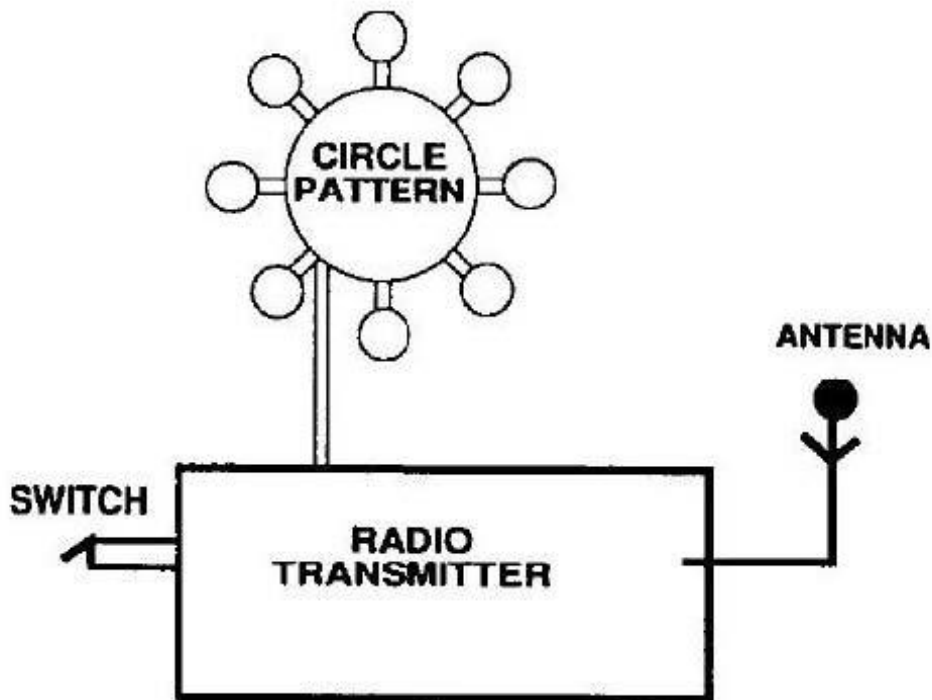 CIRCLE
PATTERN
ANTENNA
SWITCH
RADIO
TRANSMITTER